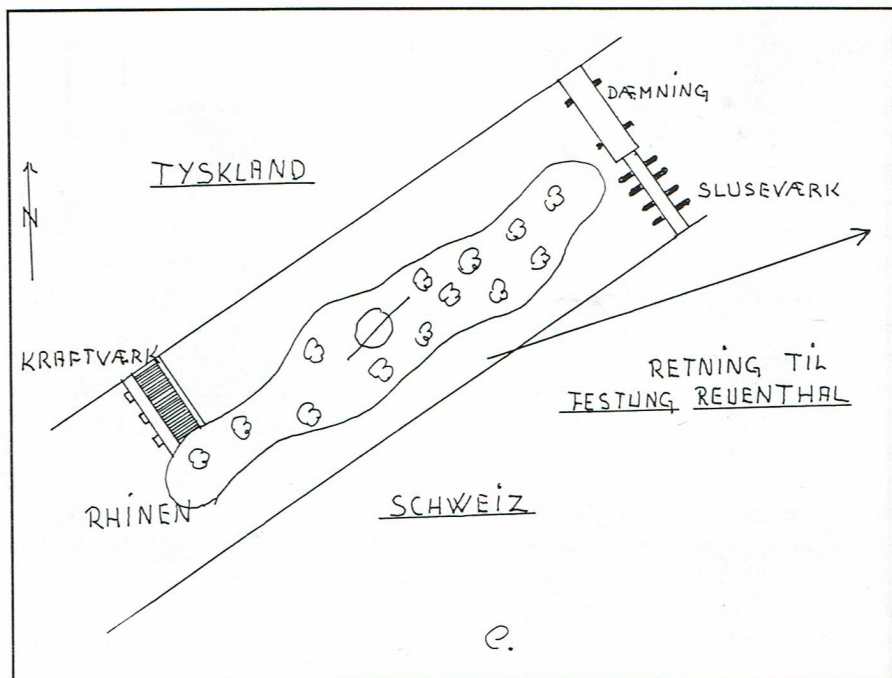 DÆMNING
TYSKLAND
N
SLUSEVÆRK
KRAFTVÆRK
RETNING TIL
FESTUNG REUENTHAL
RHINEN
SCHWEIZ
e.